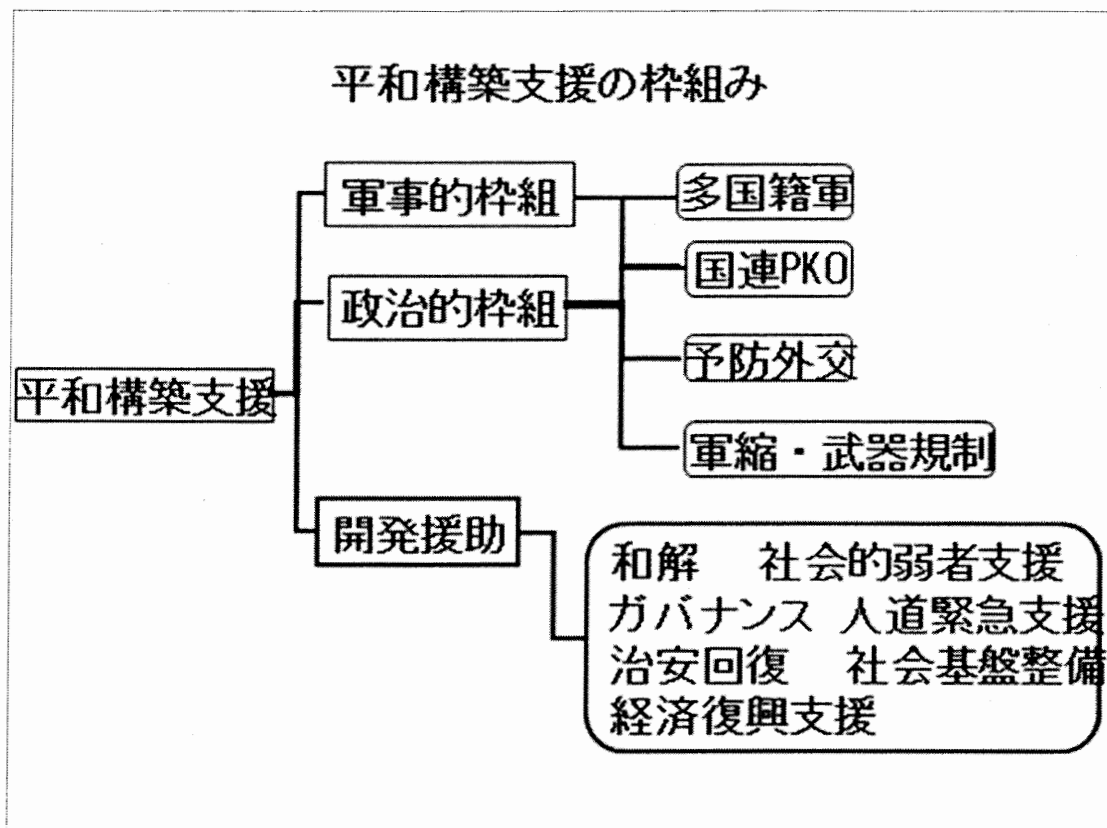 平和構築支援の枠組み
軍事的枠組
多国籍軍
国連PKO
政治的枠組
予防外交
平和構築支援
軍縮・武器規制
開発援助
和解 社会的弱者支援
ガバナンス 人道緊急支援
治安回復 社会基盤整備
経済復興支援